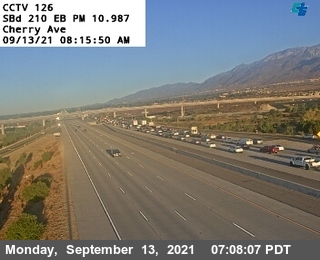 CCTV 126
SBd 210 EB PM 10.987
Cherry Ave
09/13/21 08:15:50 AM
Monday, September 13, 2021 07:08:07 PDT